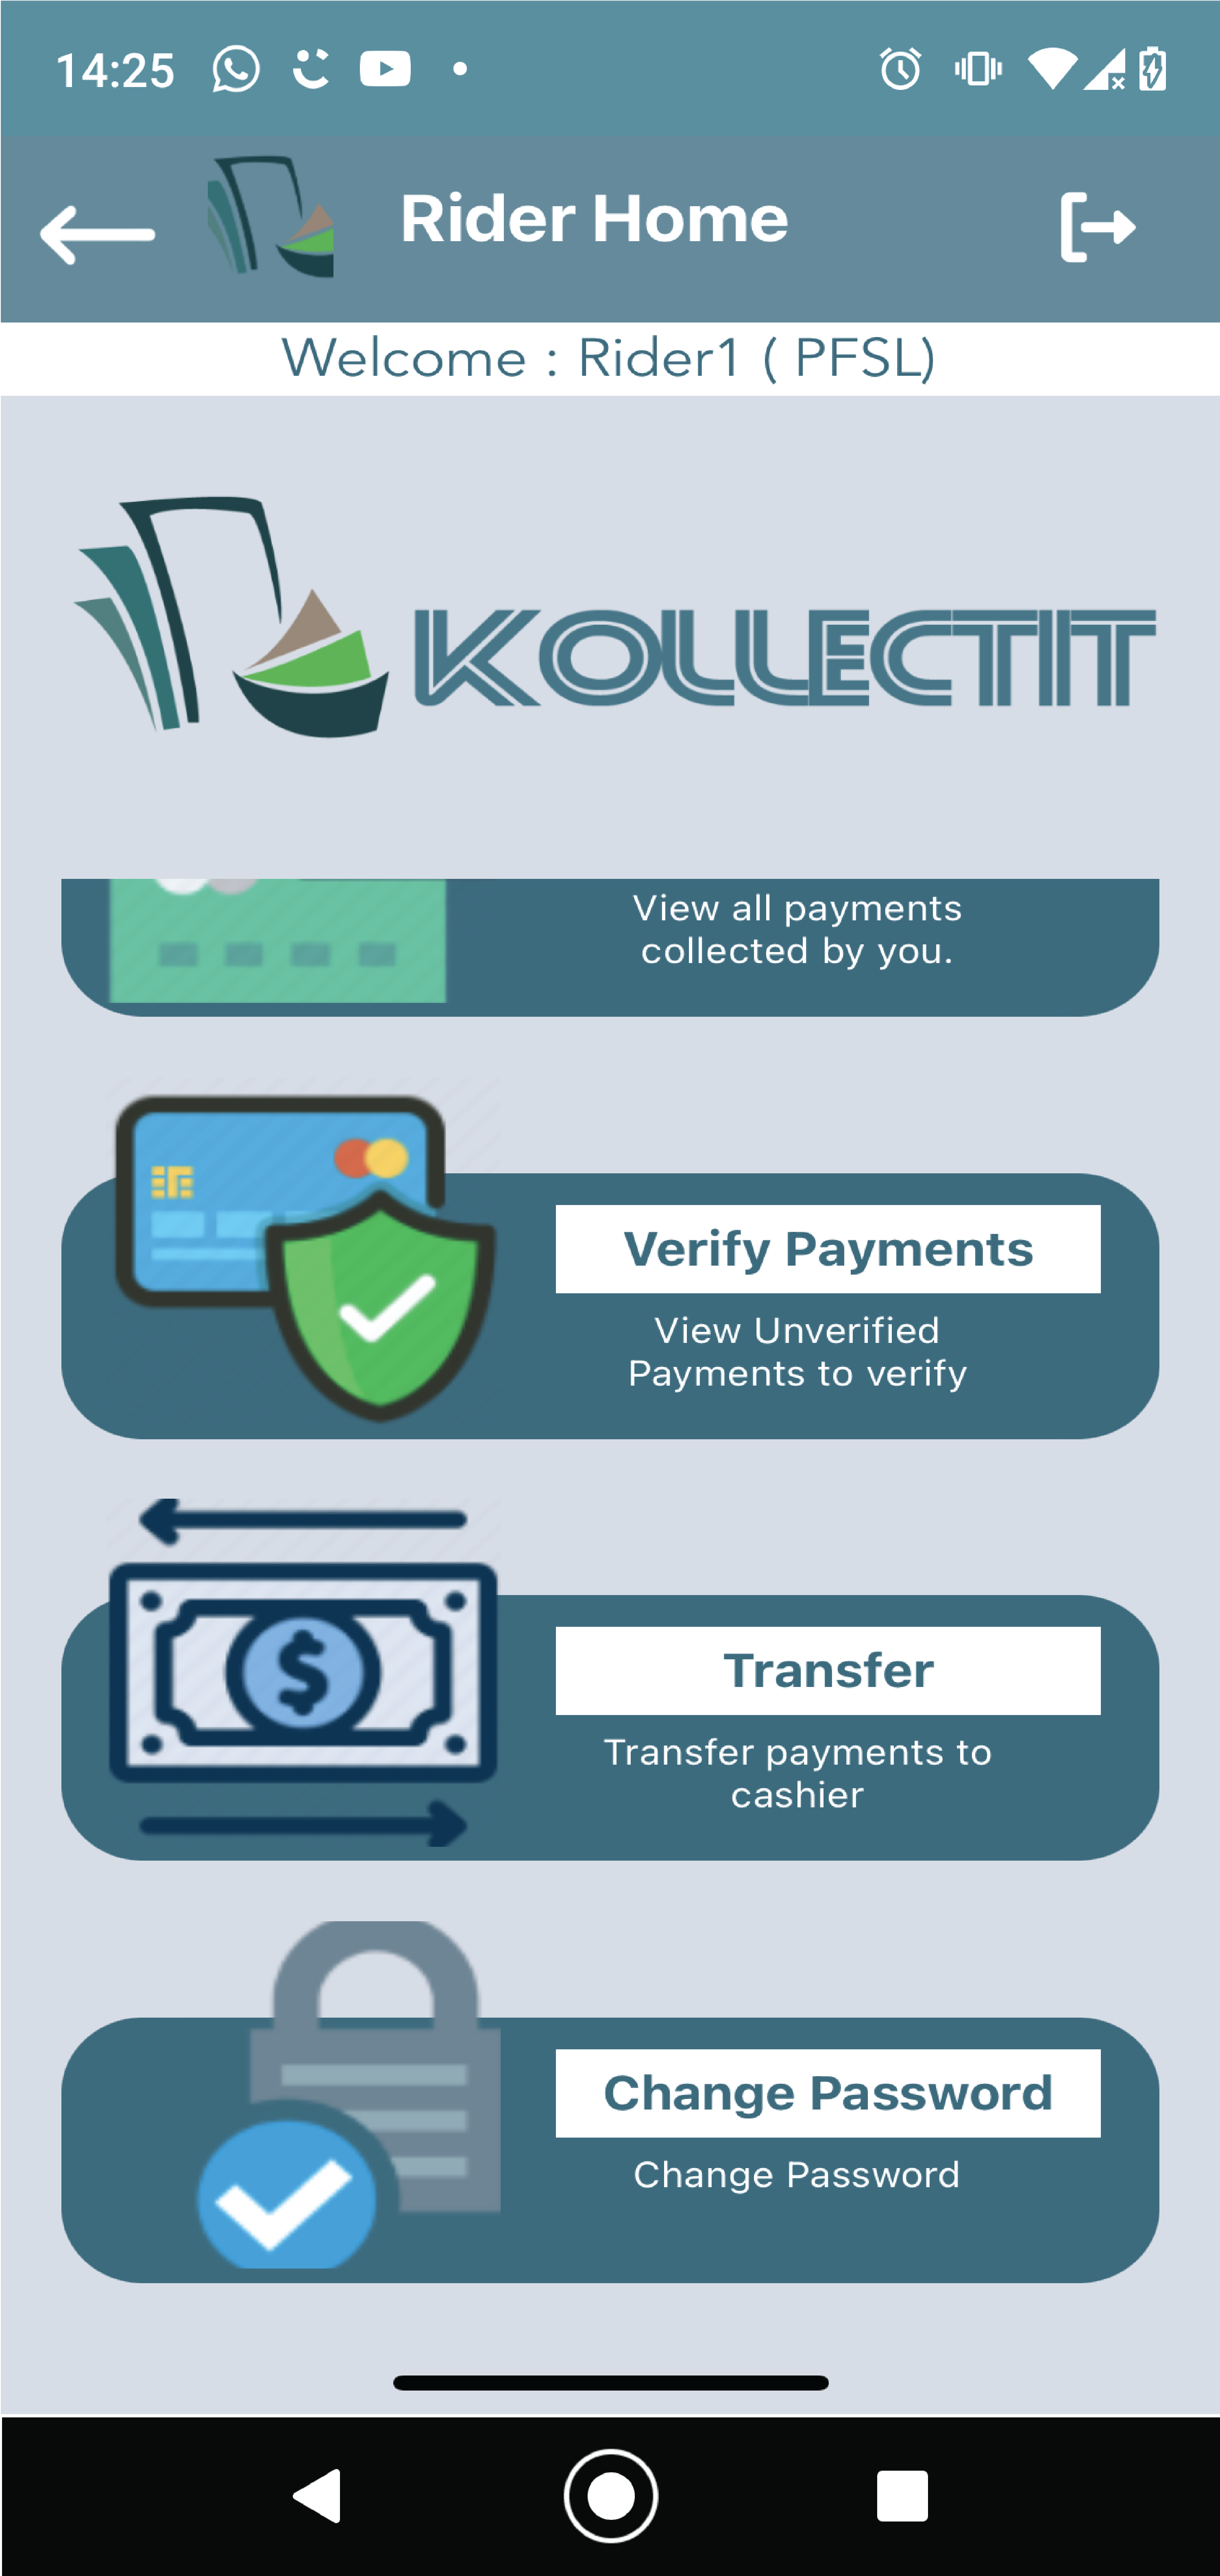 14:25
Rider Home
Welcome : Rider1 ( PFSL)
KOLLECTIT
View all payments
collected by you.
Verify Payments
View Unverified
Payments to verify
$
Transfer
Transfer payments to
cashier
Change Password
Change Password